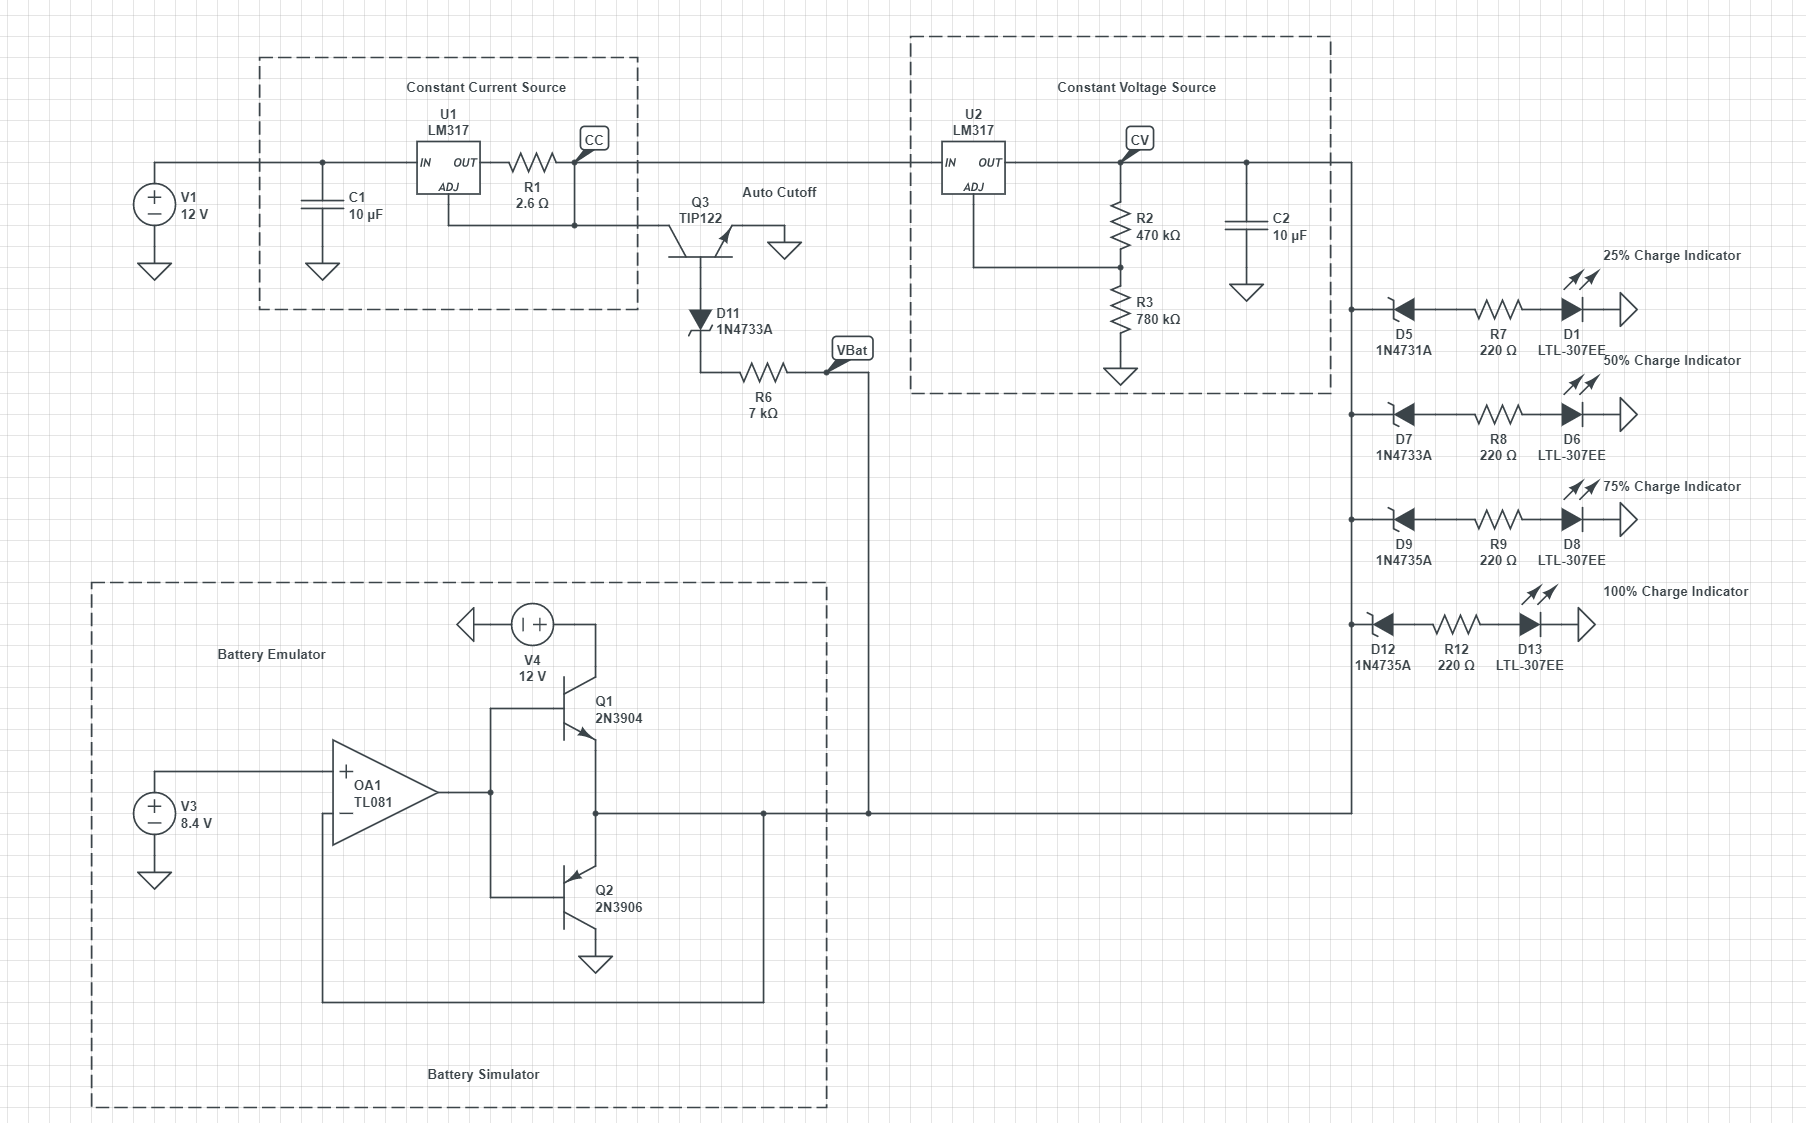 Constant Current Source
U1
LM317
IN
OUT
ADJ
CC
R1
2.6 Ω
C1
10 µF
V1
12 V
+
−
Q3
TIP122
Auto Cutoff
D11
1N4733A
R6
7 kΩ
VBat
Constant Voltage Source
U2
LM317
IN
OUT
ADJ
CV
R2
470 kΩ
R3
780 kΩ
C2
10 µF
25% Charge Indicator
D5
1N4731A
R7
220 Ω
D1
LTL-307EE
50% Charge Indicator
D7
1N4733A
R8
220 Ω
D6
LTL-307EE
75% Charge Indicator
D9
1N4735A
R9
220 Ω
D8
LTL-307EE
100% Charge Indicator
D12
1N4735A
R12
220 Ω
D13
LTL-307EE
Battery Emulator
V4
12 V
Q1
2N3904
OA1
TL081
V3
8.4 V
Q2
2N3906
Battery Simulator